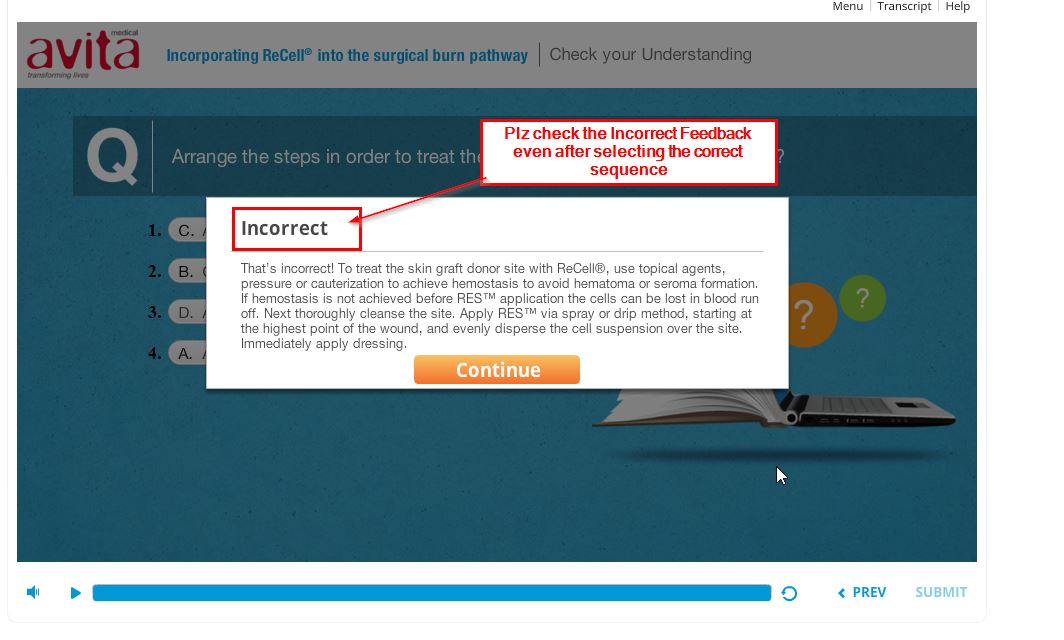 Menu Transcript Help
avita medical
transforming lives
Incorporating ReCell® into the surgical burn pathway Check your Understanding
Q
Arrange the steps in order to treat the ?
Plz check the Incorrect Feedback
even after selecting the correct
sequence
Incorrect
That's incorrect! To treat the skin graft donor site with ReCell®, use topical agents,
pressure or cauterization to achieve hemostasis to avoid hematoma or seroma formation.
If hemostasis is not achieved before RES™ application the cells can be lost in blood run
off. Next thoroughly cleanse the site. Apply RES™ via spray or drip method, starting at
the highest point of the wound, and evenly disperse the cell suspension over the site.
Immediately apply dressing.
Continue
1. C.
2. B.
3. D.
4. A.
?
?
PREV SUBMIT